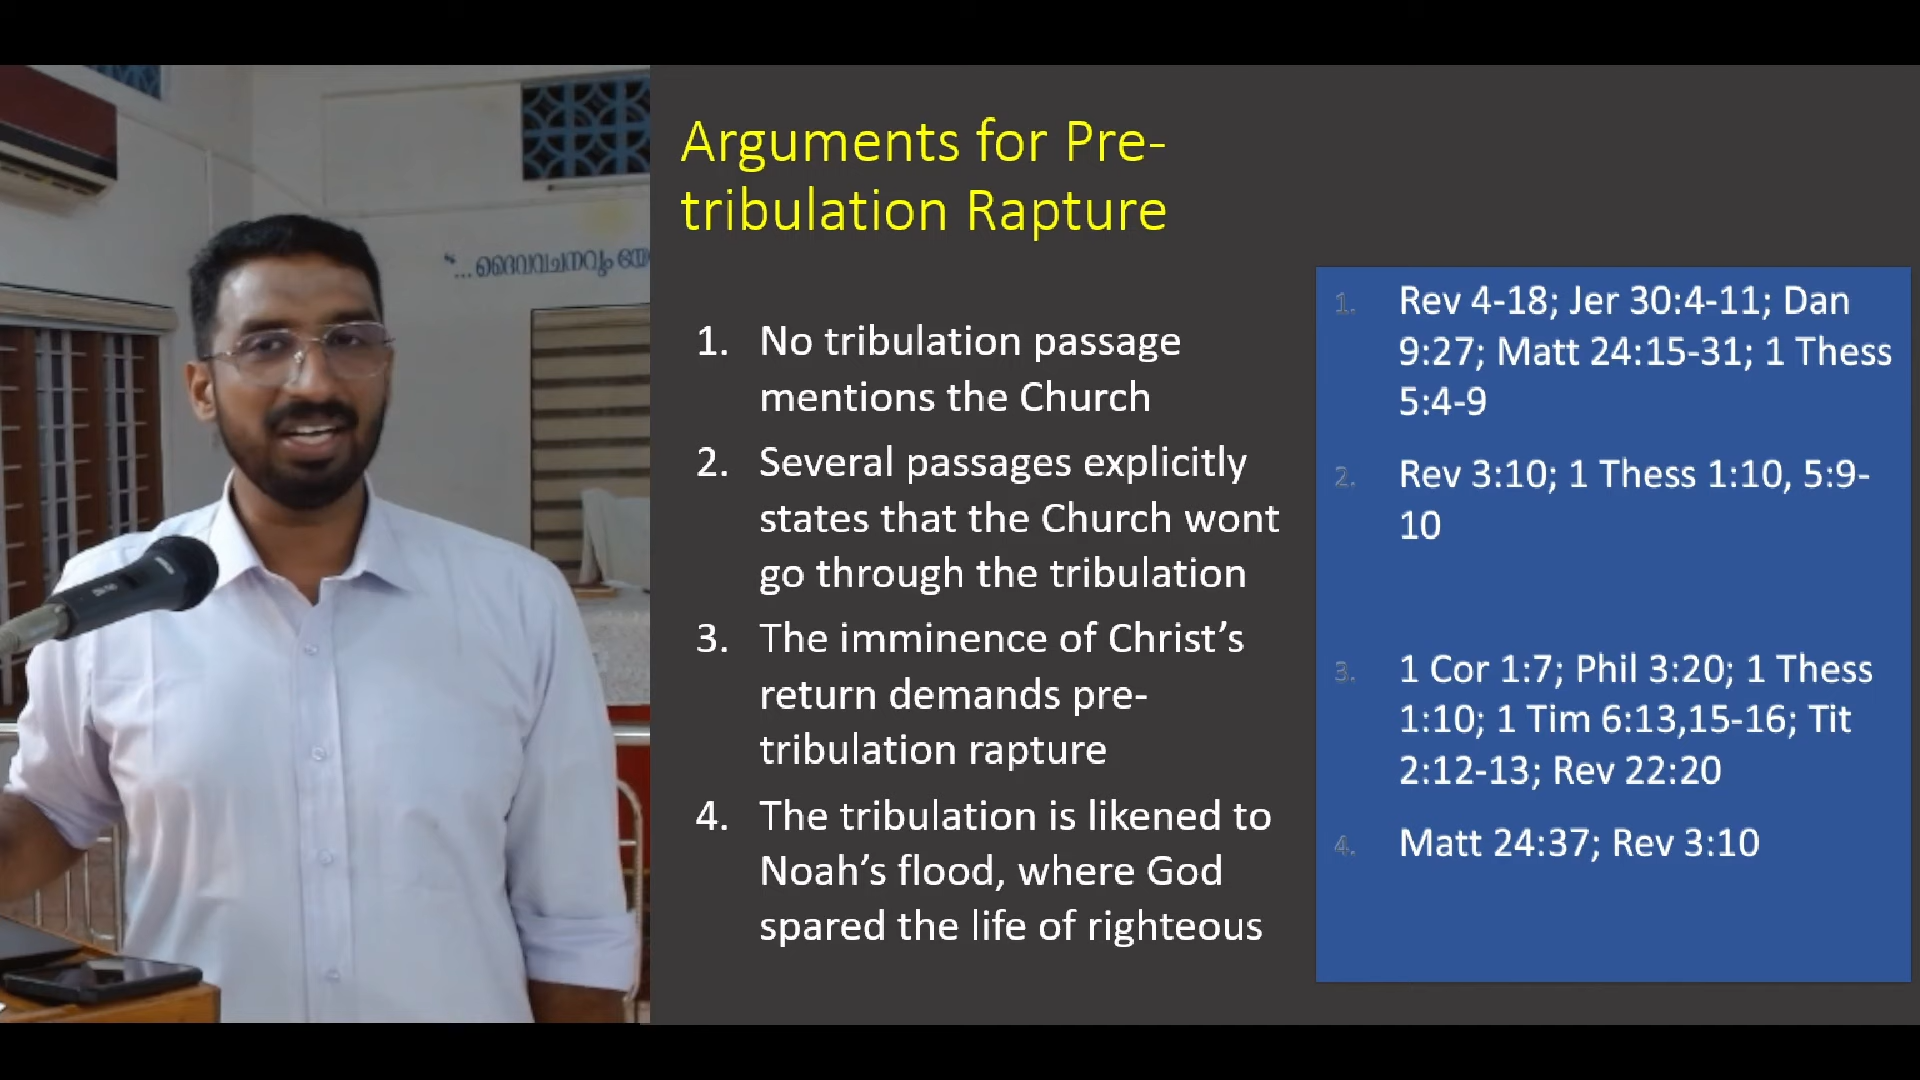 "...ദൈവവചനവും
Arguments for Pre-
tribulation Rapture
1. No tribulation passage
mentions the Church
2. Several passages explicitly
states that the Church wont
go through the tribulation
3. The imminence of Christ's
return demands pre-
tribulation rapture
4. The tribulation is likened to
Noah's flood, where God
spared the life of righteous
1. Rev 4-18; Jer 30:4-11; Dan
9:27; Matt 24:15-31; 1 Thess
5:4-9
2. Rev 3:10; 1 Thess 1:10, 5:9-
10
3. 1 Cor 1:7; Phil 3:20; 1 Thess
1:10; 1 Tim 6:13,15-16; Tit
2:12-13; Rev 22:20
4. Matt 24:37; Rev 3:10